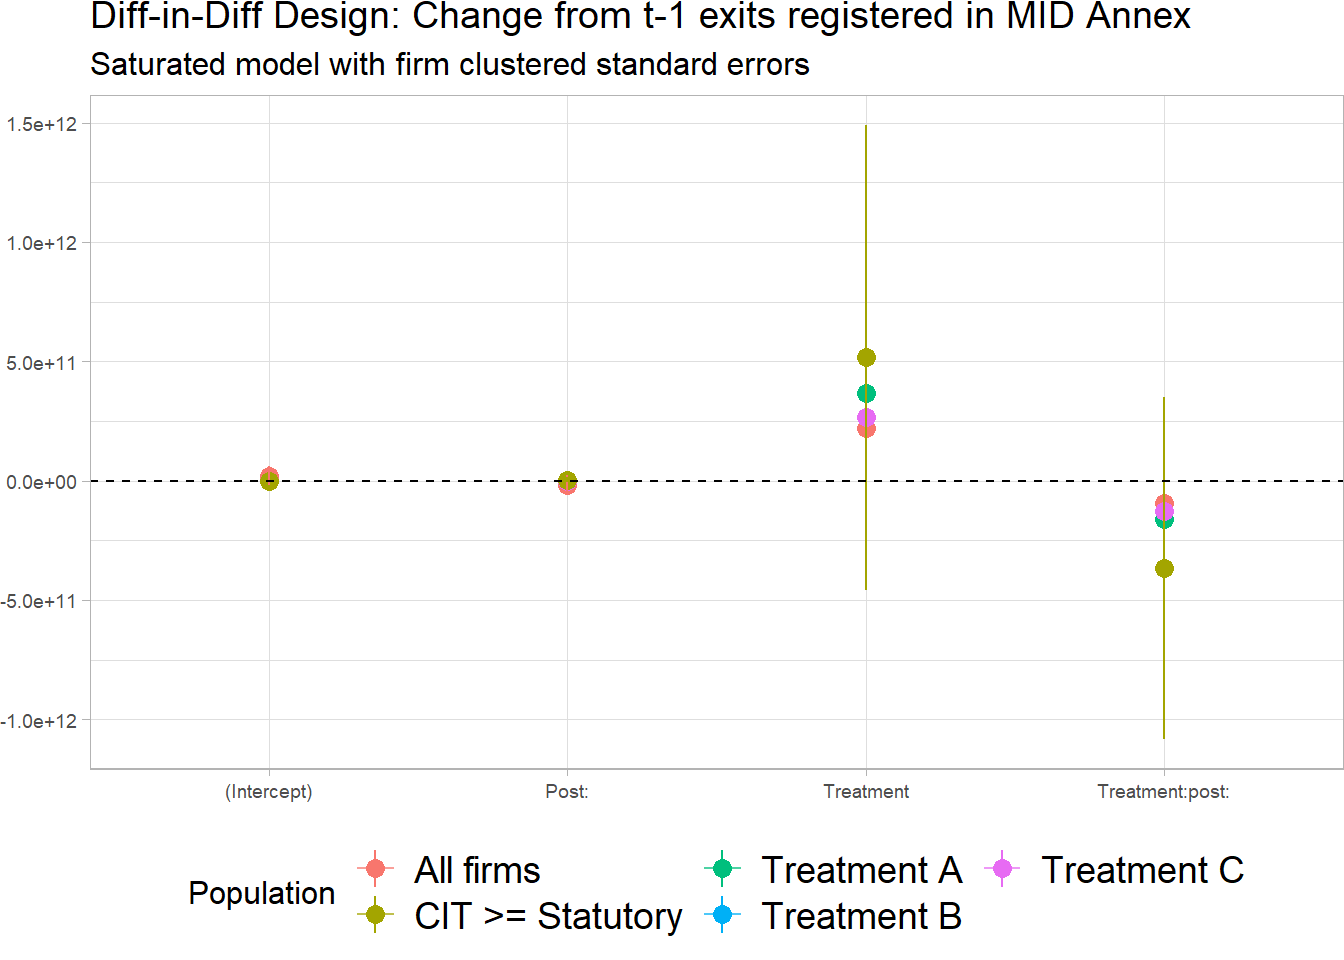 Diff-in-Diff Design: Change from t-1 exits registered in MID Annex
Saturated model with firm clustered standard errors
1.5e+12
1.0e+12
5.0e+11
0.0e+00
-5.0e+11
-1.0e+12
(Intercept)
Post:
Treatment
Treatment:post:
Population
All firms
CIT >= Statutory
Treatment A
Treatment B
Treatment C